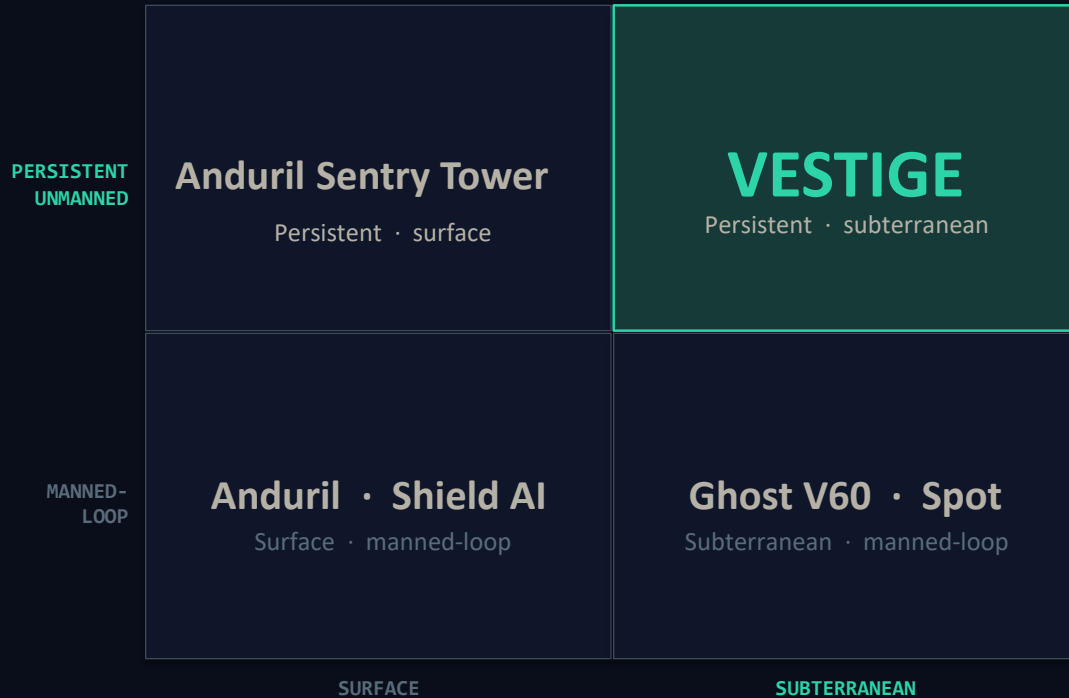 PERSISTENT
UNMANNED
Anduril Sentry Tower
Persistent · surface
VESTIGE
Persistent · subterranean
MANNED-
LOOP
Anduril · Shield AI
Surface · manned-loop
Ghost V60 · Spot
Subterranean · manned-loop
SURFACE
SUBTERRANEAN